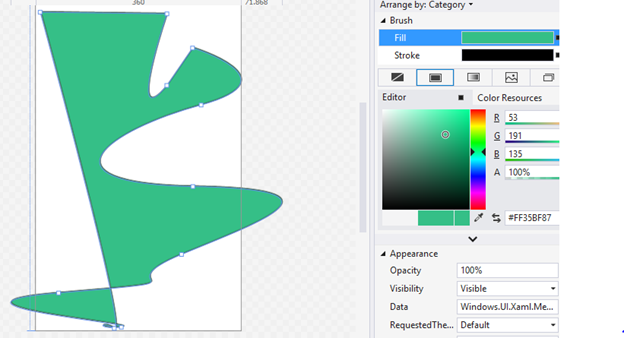 360
71.868
Arrange by: Category
Brush
Fill
Stroke
Editor
Color Resources
R 53
G 191
B 135
A 100%
#FF35BF87
Appearance
Opacity 100%
Visibility Visible
Data Windows.UI.Xaml.Me...
RequestedThe... Default